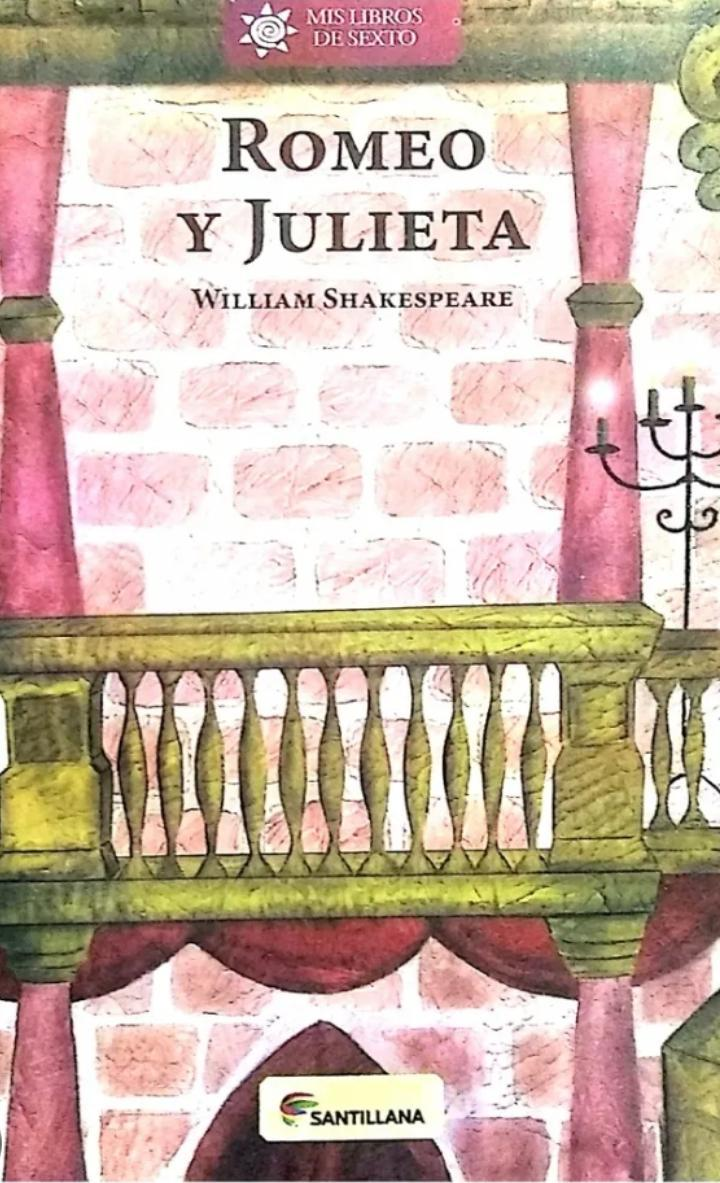 MIS LIBROS
DE SEXTO
ROMEO
Y JULIETA
WILLIAM SHAKESPEARE
SANTILLANA